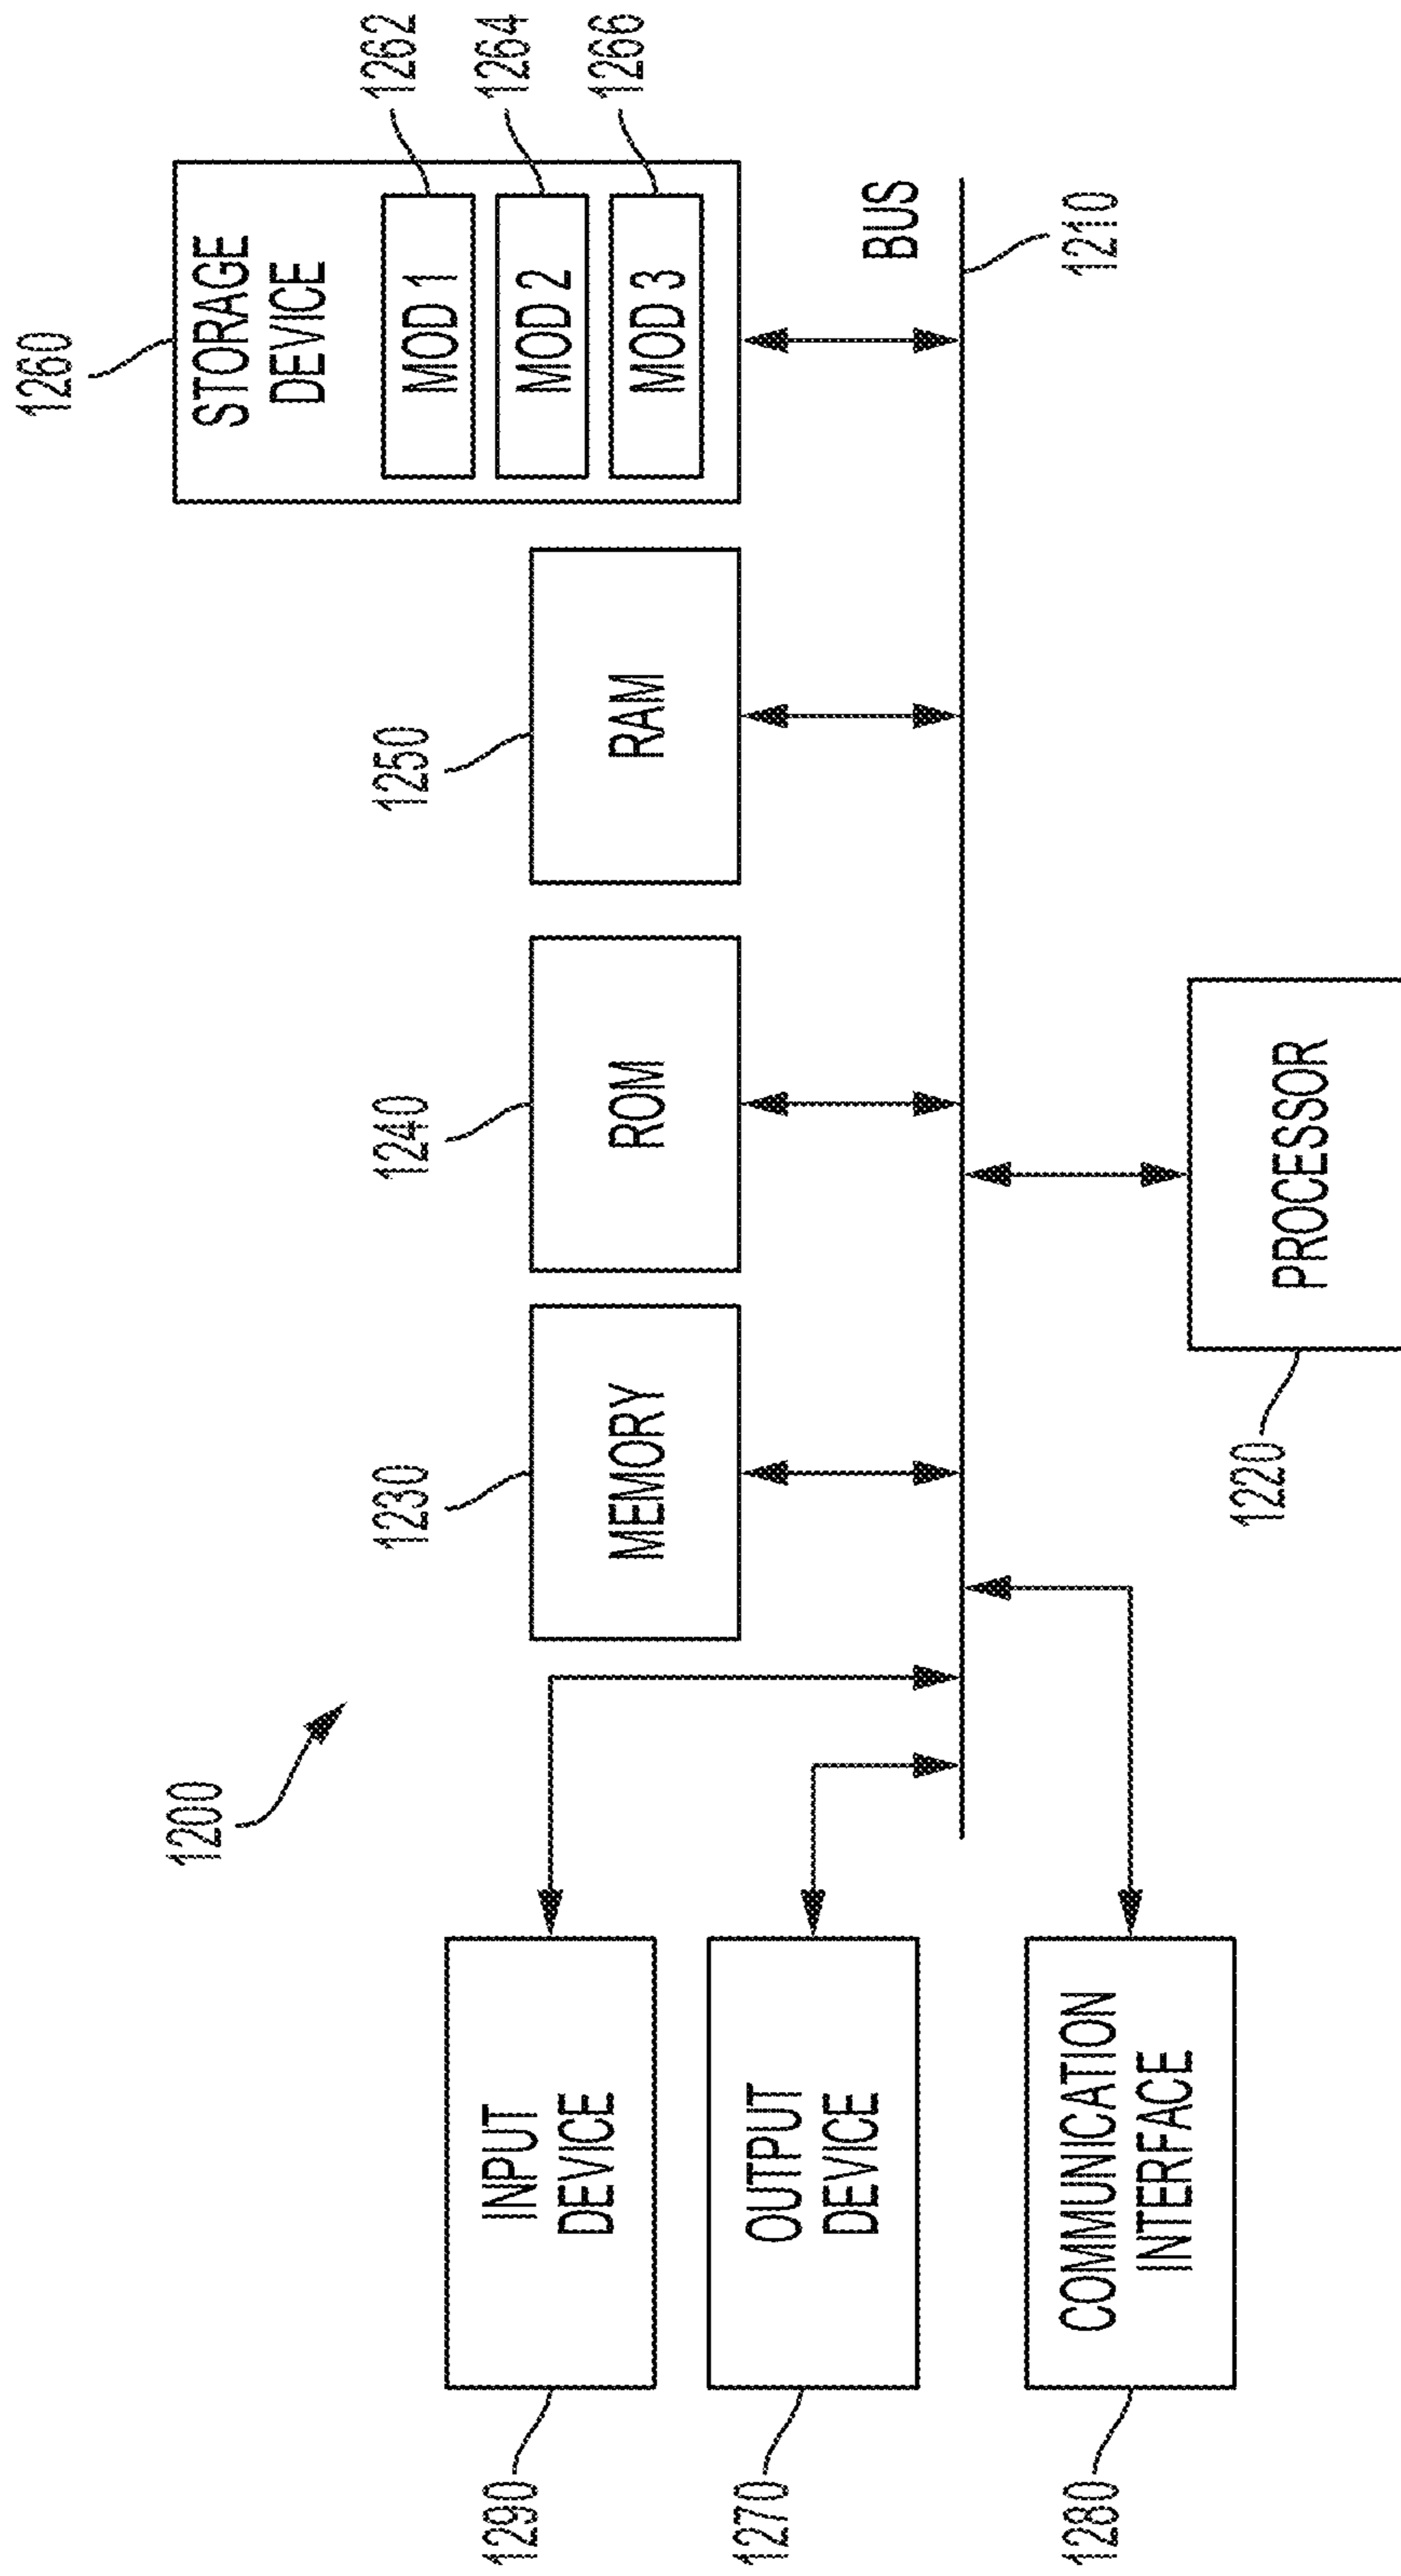 1200
1260
STORAGE
DEVICE
MOD 1
1262
MOD 2
1264
MOD 3
1266
1230
MEMORY
1240
ROM
1250
RAM
1290
INPUT
DEVICE
1270
OUTPUT
DEVICE
BUS
1210
1280
COMMUNICATION
INTERFACE
1220
PROCESSOR